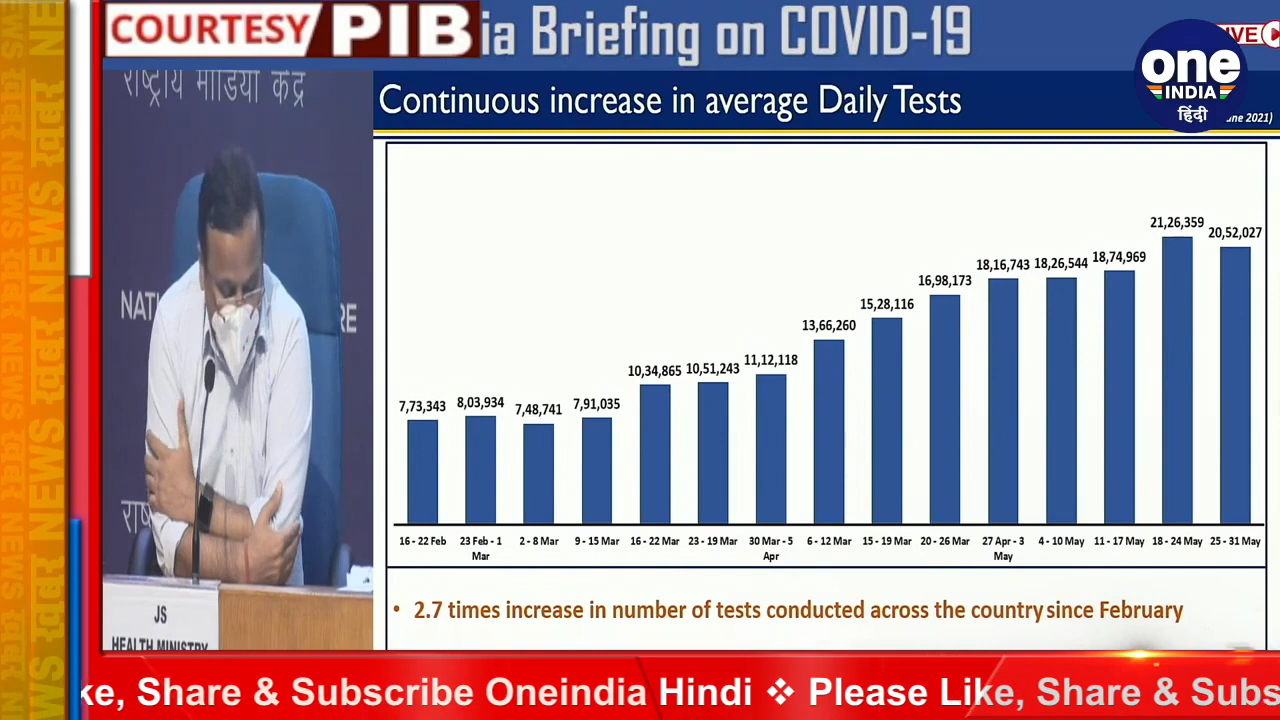 COURTESY PIB ia Briefing on COVID-19
LIVE
one
INDIA
हिंदी
Continuous increase in average Daily Tests
une 2021)
राष्ट्रीय मीडिया केंद्र
NAT
RE
राष्
JS
HEALTH MINISTRY
21,26,359
20,52,027
18,16,743 18,26,544 18,74,969
16,98,173
15,28,116
13,66,260
10,34,865 10,51,243 11,12,118
7,73,343 8,03,934 7,48,741 7,91,035
16 - 22 Feb 23 Feb - 1 2 - 8 Mar 9 - 15 Mar 16 - 22 Mar 23 - 19 Mar 30 Mar - 5 6 - 12 Mar 15 - 19 Mar 20 - 26 Mar 27 Apr - 3 4 - 10 May 11 - 17 May 18 - 24 May 25 - 31 May
Mar Apr May
• 2.7 times increase in number of tests conducted across the country since February
ke, Share & Subscribe Oneindia Hindi ❖ Please Like, Share & Subs
NEWS खबर NEWS खबर NEWS